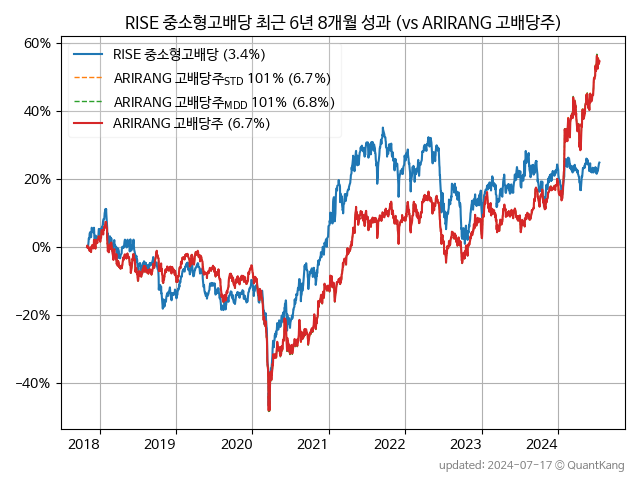 RISE 중소형고배당 최근 6년 8개월 성과 (vs ARIRANG 고배당주)
60%
40%
20%
0%
−20%
−40%
RISE 중소형고배당 (3.4%)
ARIRANG 고배당주STD 101% (6.7%)
ARIRANG 고배당주MDD 101% (6.8%)
ARIRANG 고배당주 (6.7%)
2018 2019 2020 2021 2022 2023 2024
updated: 2024-07-17 © QuantKang